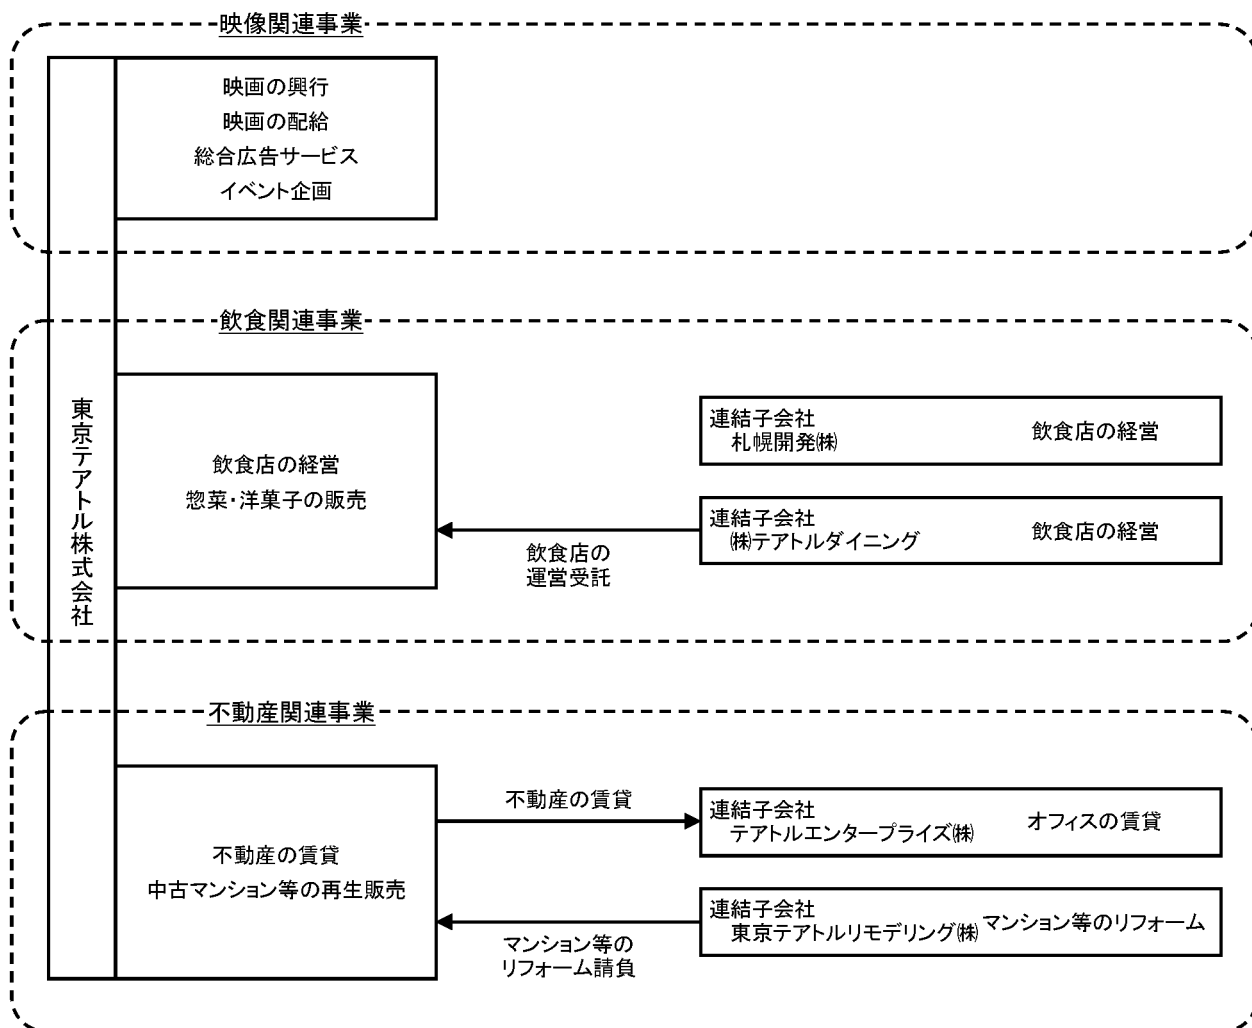 映像関連事業
映画の興行
映画の配給
総合広告サービス
イベント企画
東京テアトル株式会社
飲食関連事業
飲食店の経営
惣菜・洋菓子の販売
連結子会社
札幌開発㈱
飲食店の経営
連結子会社
㈱テアトルダイニング
飲食店の経営
飲食店の
運営受託
不動産関連事業
不動産の賃貸
中古マンション等の再生販売
不動産の賃貸
連結子会社
テアトルエンタープライズ㈱
オフィスの賃貸
連結子会社
東京テアトルリモデリング㈱
マンション等のリフォーム
マンション等の
リフォーム請負